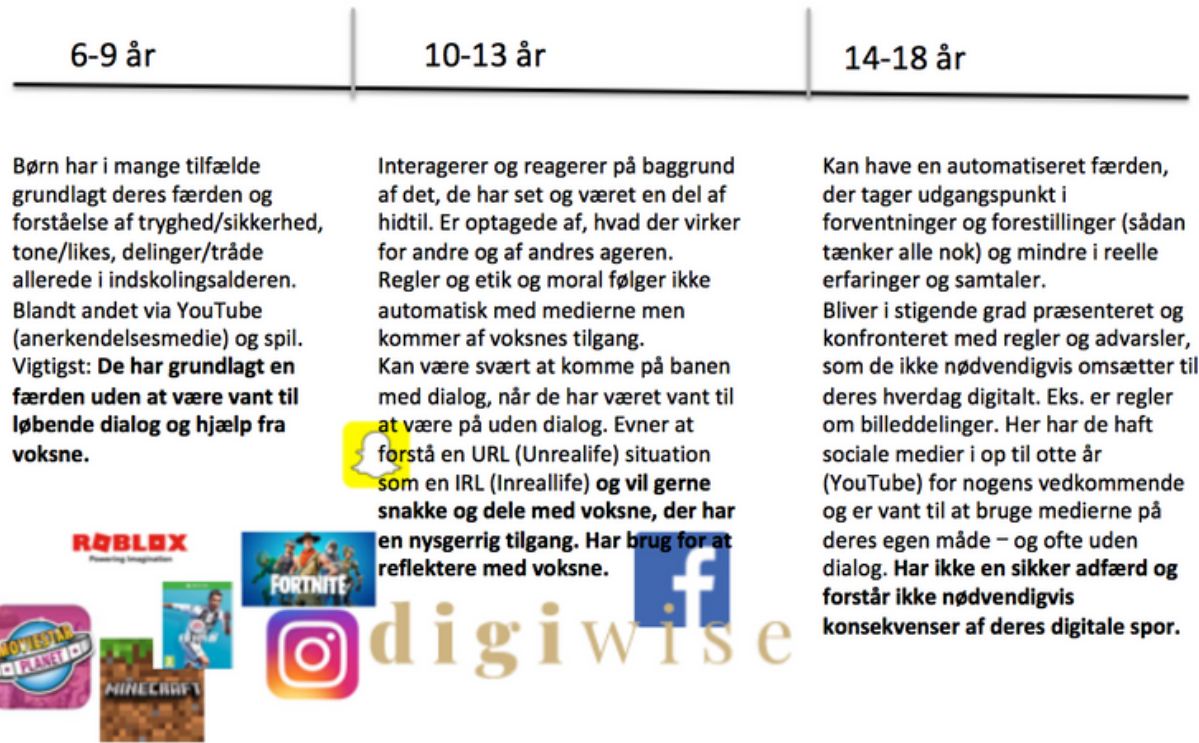 6-9 år
10-13 år
14-18 år
Børn har i mange tilfælde
grundlagt deres færden og
forståelse af tryghed/sikkerhed,
tone/likes, delinger/tråde
allerede i indskolingsalderen.
Blandt andet via YouTube
(anerkendelsesmedie) og spil.
Vigtigst: De har grundlagt en
færden uden at være vant til
løbende dialog og hjælp fra
voksne.
Interagerer og reagerer på baggrund
af det, de har set og været en del af
hidtil. Er optagede af, hvad der virker
for andre og af andres ageren.
Regler og etik og moral følger ikke
automatisk med medierne men
kommer af voksnes tilgang.
Kan være svært at komme på banen
med dialog, når de har været vant til
at være på uden dialog. Evner at
forstå en URL (Unrealife) situation
som en IRL (Inreallife) og vil gerne
snakke og dele med voksne, der har
en nysgerrig tilgang. Har brug for at
reflektere med voksne.
Kan have en automatiseret færden,
der tager udgangspunkt i
forventninger og forestillinger (sådan
tænker alle nok) og mindre i reelle
erfaringer og samtaler.
Bliver i stigende grad præsenteret og
konfronteret med regler og advarsler,
som de ikke nødvendigvis omsætter til
deres hverdag digitalt. Eks. er regler
om billeddelinger. Her har de haft
sociale medier i op til otte år
(YouTube) for nogens vedkommende
og er vant til at bruge medierne på
deres egen måde – og ofte uden
dialog. Har ikke en sikker adfærd og
forstår ikke nødvendigvis
konsekvenser af deres digitale spor.
ROBLOX
Powering Imagination
FORTNITE
MOVIESTAR
PLANET
MINECRAFT
f
digiwise